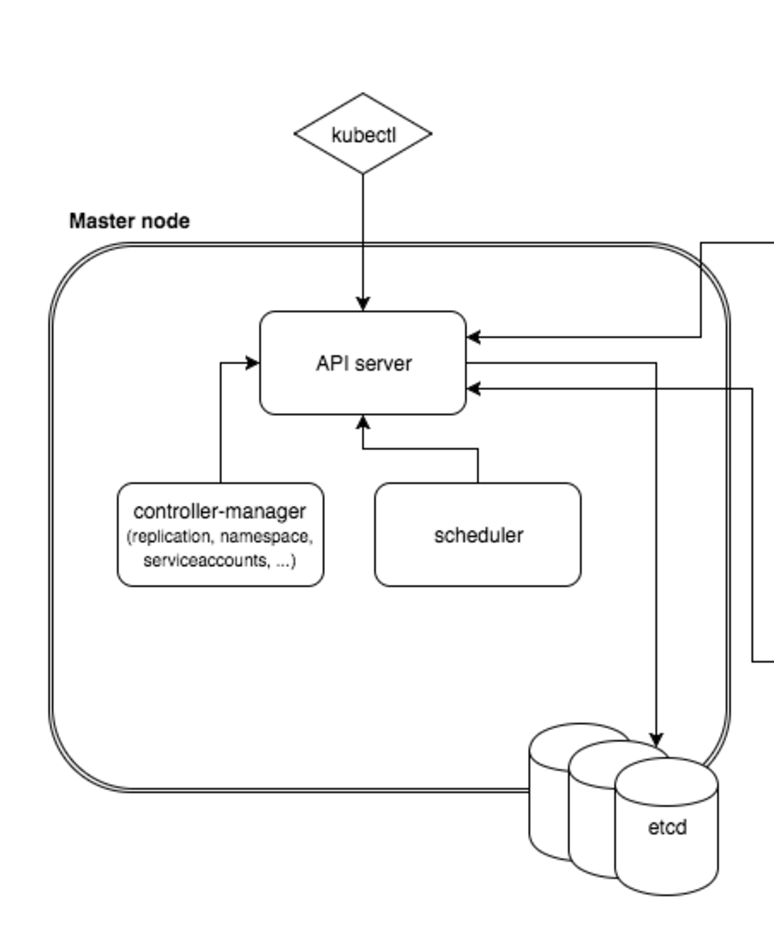 kubectl
Master node
API server
controller-manager
(replication, namespace,
serviceaccounts, ...)
scheduler
etcd